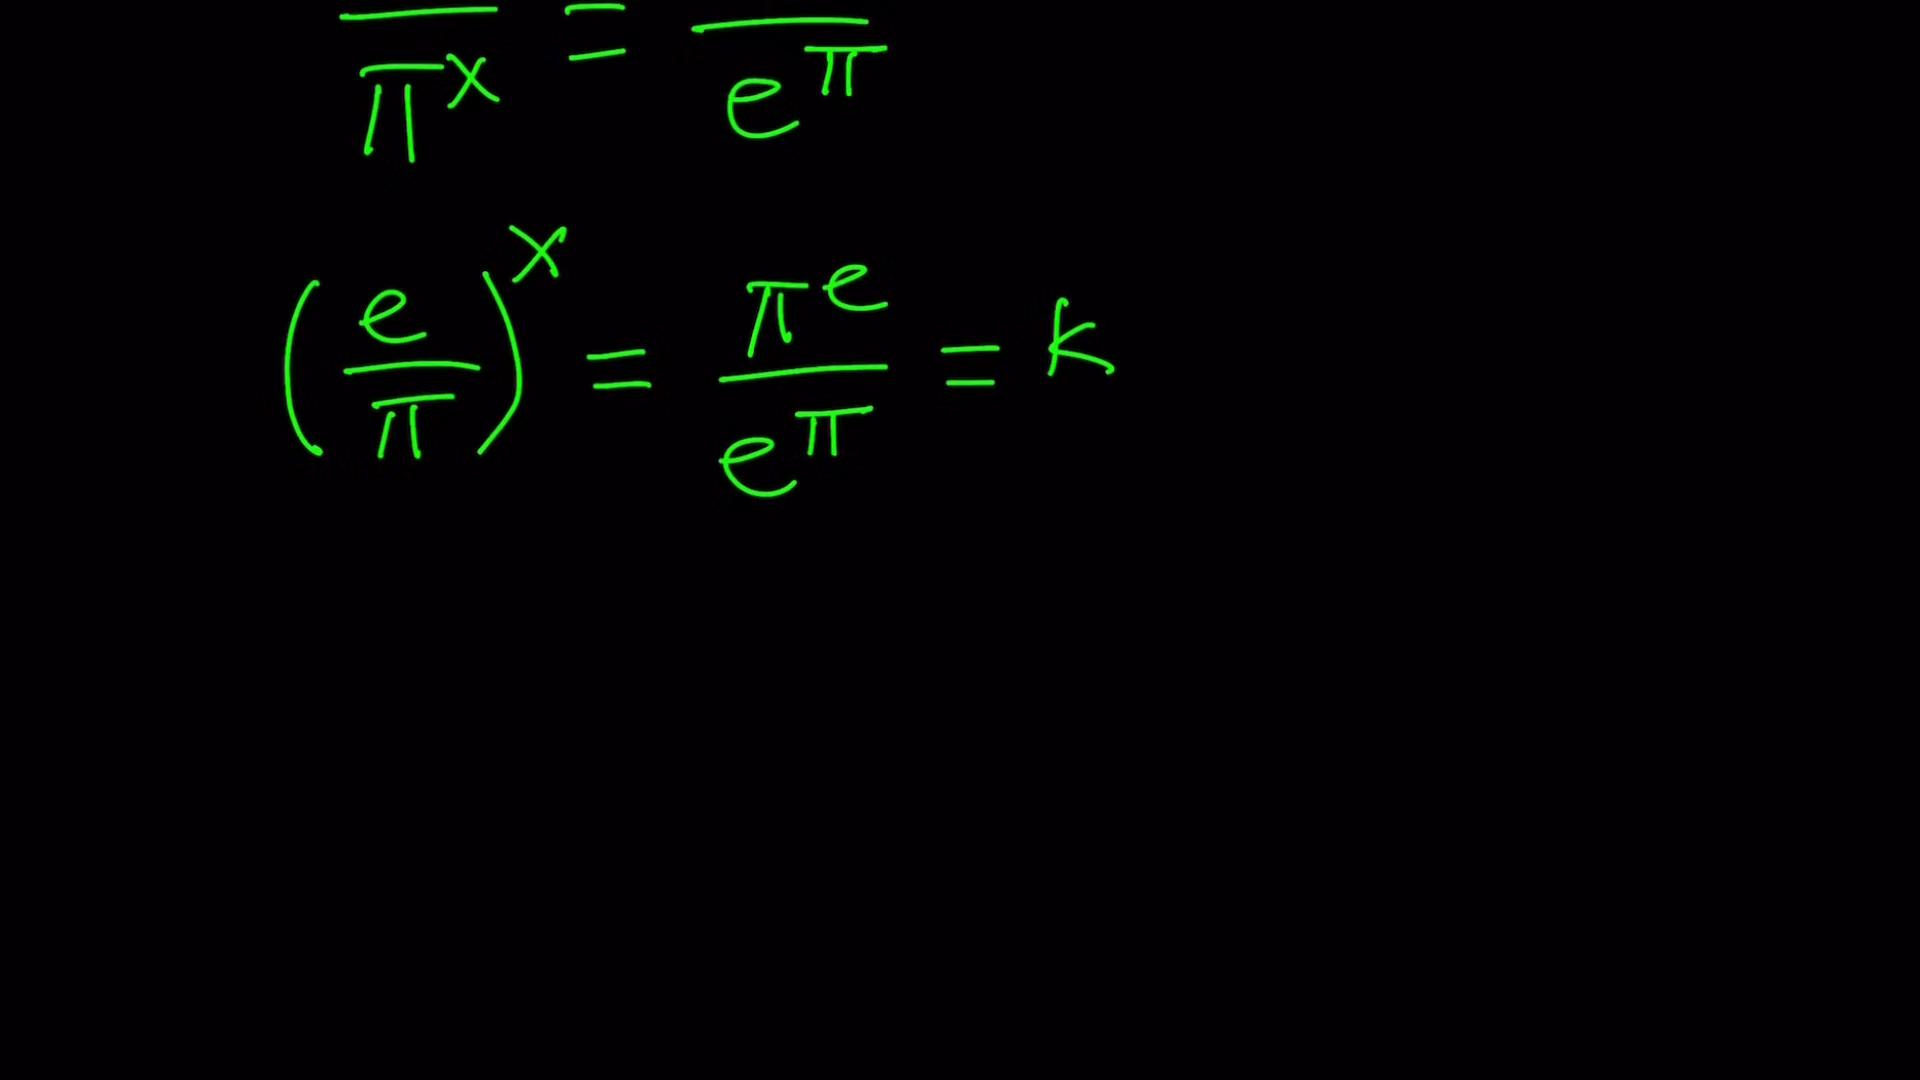 π^x = e^π
(e/π)^x = π^e/e^π = k